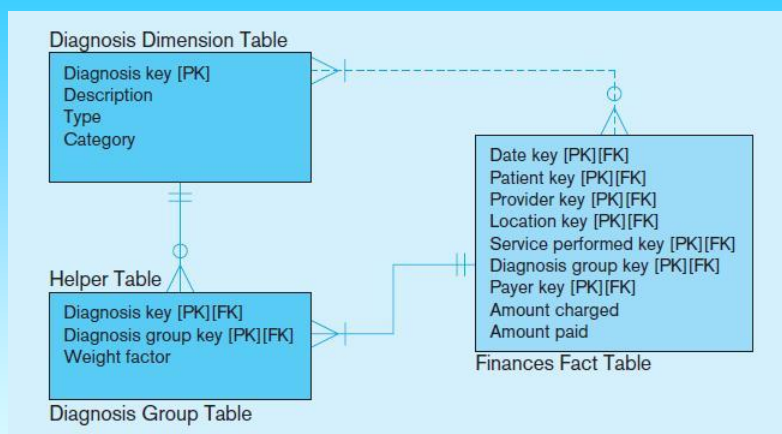 Diagnosis Dimension Table
Diagnosis key [PK]
Description
Type
Category
Helper Table
Diagnosis key [PK][FK]
Diagnosis group key [PK][FK]
Weight factor
Diagnosis Group Table
Date key [PK][FK]
Patient key [PK][FK]
Provider key [PK][FK]
Location key [PK][FK]
Service performed key [PK][FK]
Diagnosis group key [PK][FK]
Payer key [PK][FK]
Amount charged
Amount paid
Finances Fact Table